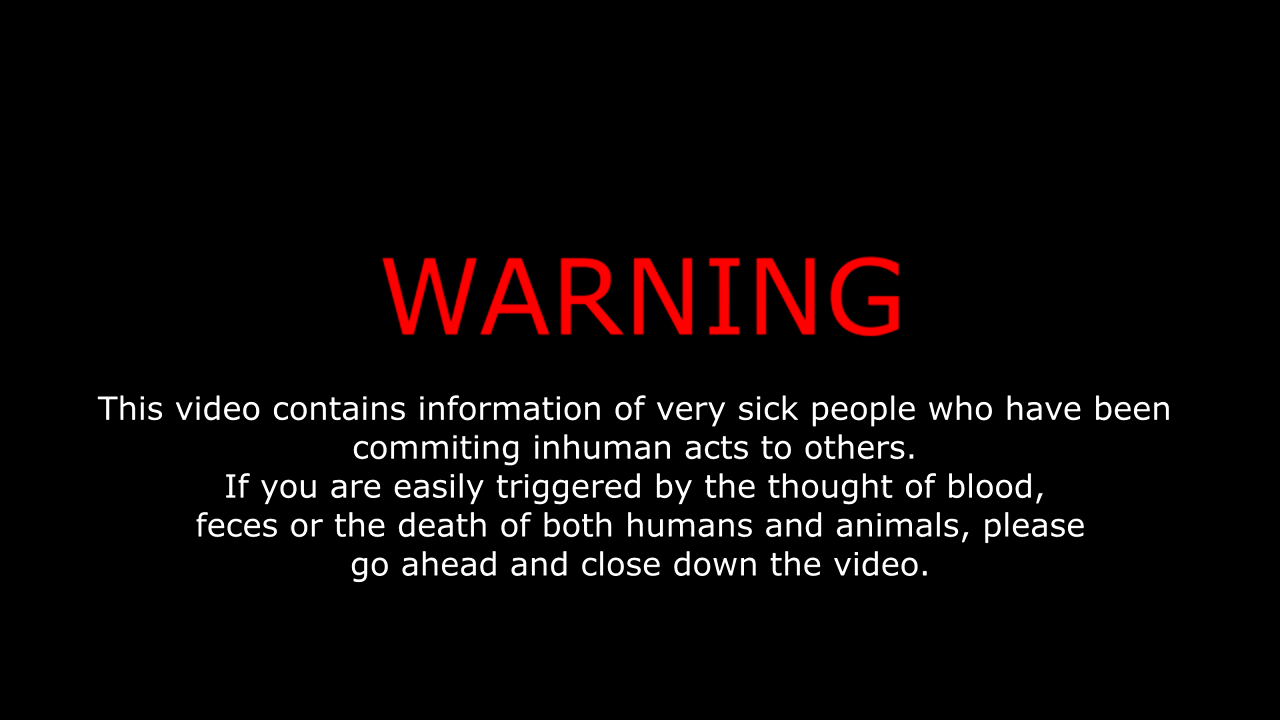 WARNING
This video contains information of very sick people who have been
commiting inhuman acts to others.
If you are easily triggered by the thought of blood,
feces or the death of both humans and animals, please
go ahead and close down the video.